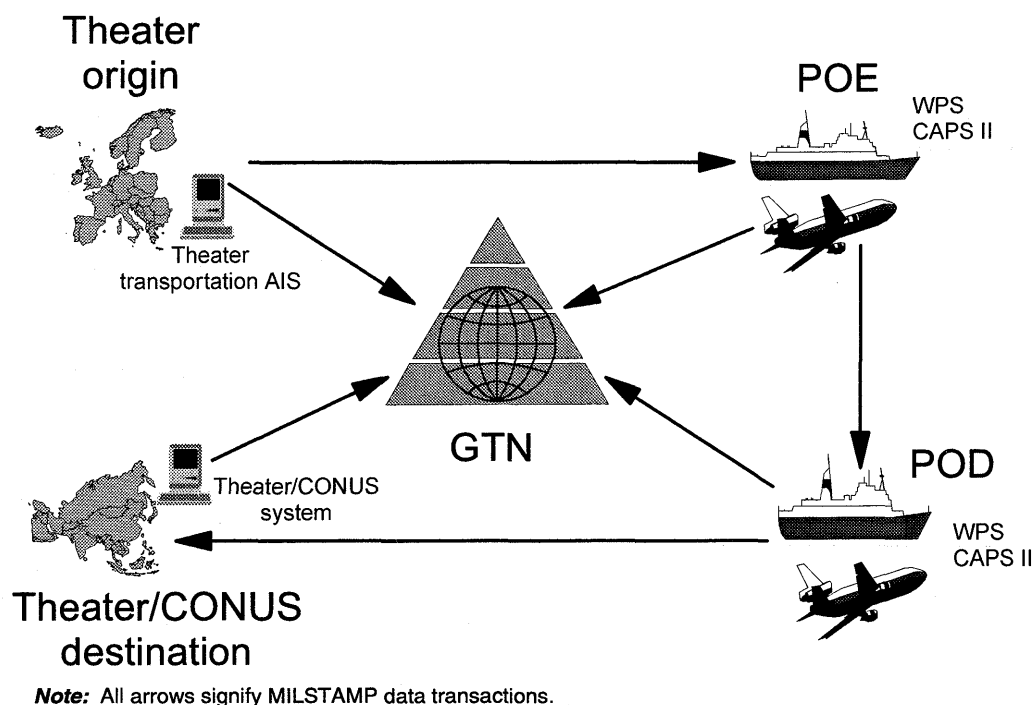 Theater
origin
POE
WPS
CAPS II
Theater
transportation AIS
GTN
Theater/CONUS
system
POD
WPS
CAPS II
Theater/CONUS
destination
Note: All arrows signify MILSTAMP data transactions.